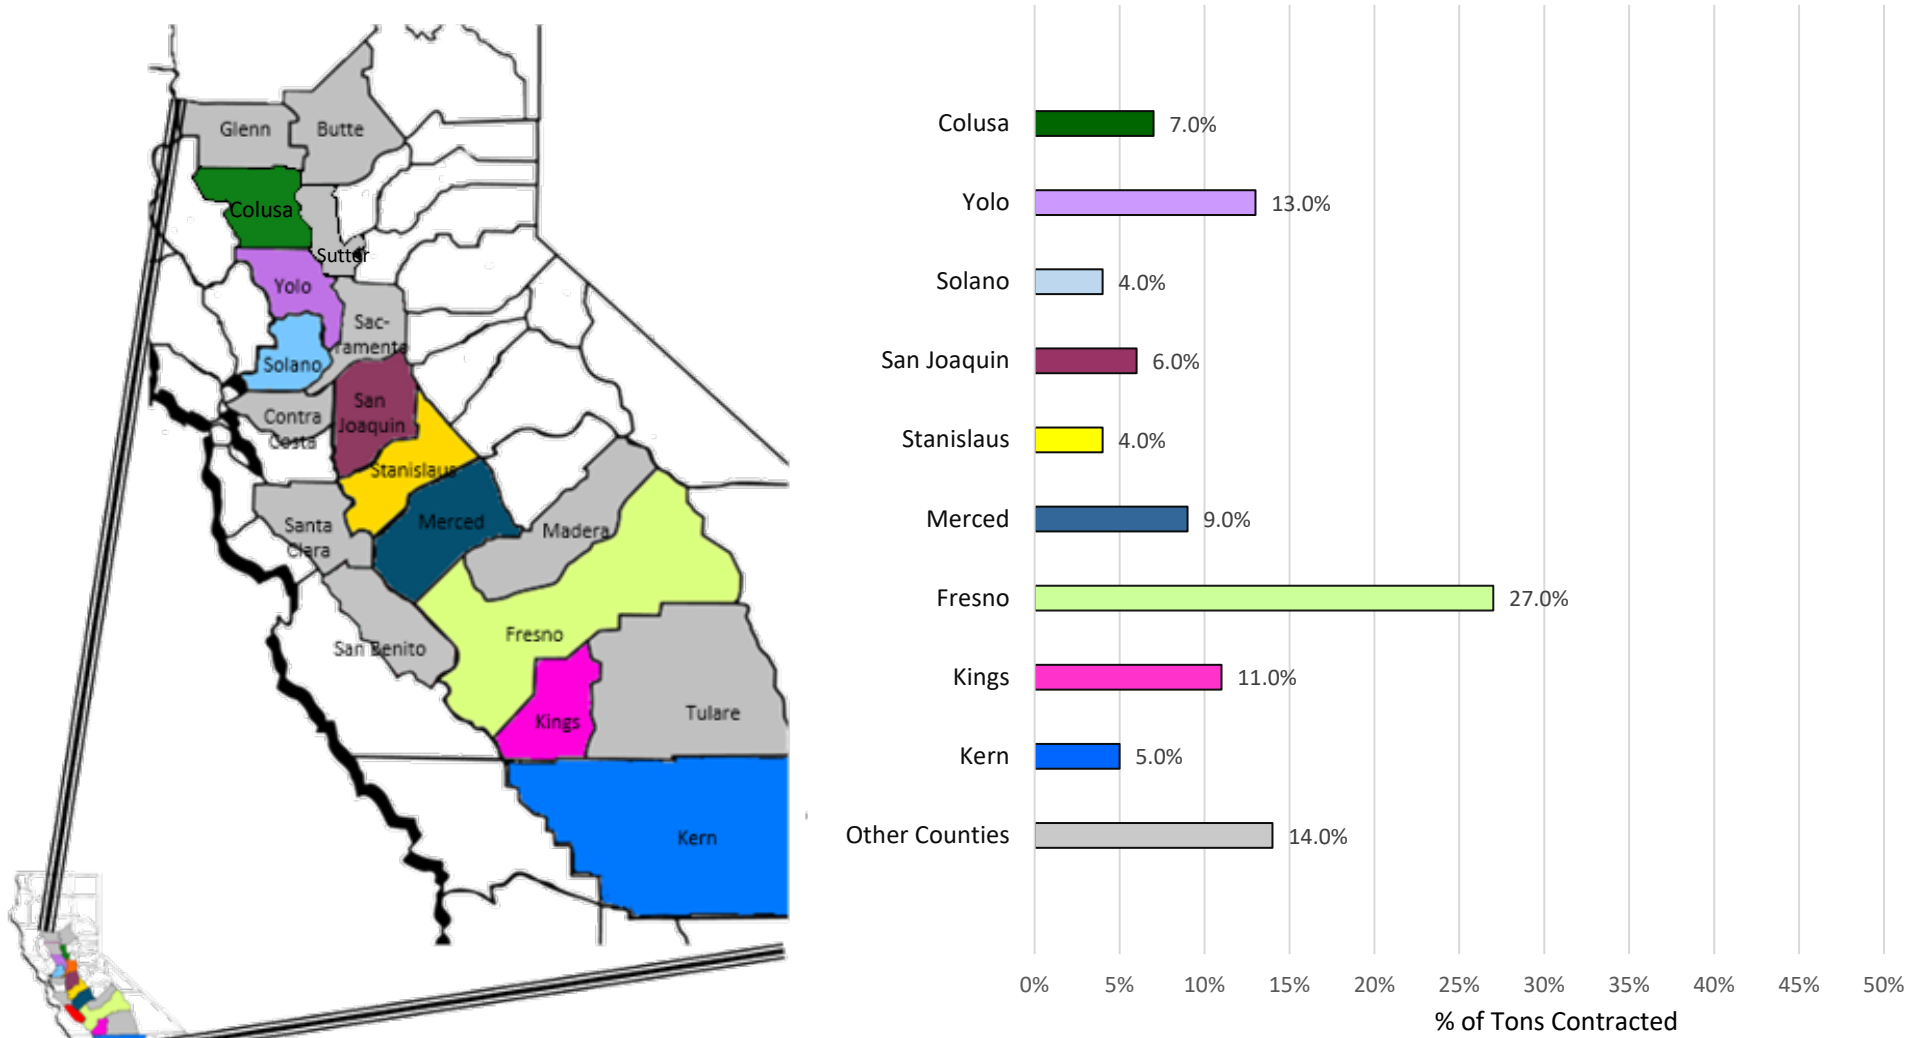 Glenn
Butte
Colusa
Sutter
Yolo
Sac-
ramento
Solano
San
Joaquin
Contra
Costa
Stanislaus
Merced
Madera
Santa
Clara
Fresno
San Benito
Kings
Tulare
Kern
Colusa
7.0%
Yolo
13.0%
Solano
4.0%
San Joaquin
6.0%
Stanislaus
4.0%
Merced
9.0%
Fresno
27.0%
Kings
11.0%
Kern
5.0%
Other Counties
14.0%
0% 5% 10% 15% 20% 25% 30% 35% 40% 45% 50%
% of Tons Contracted